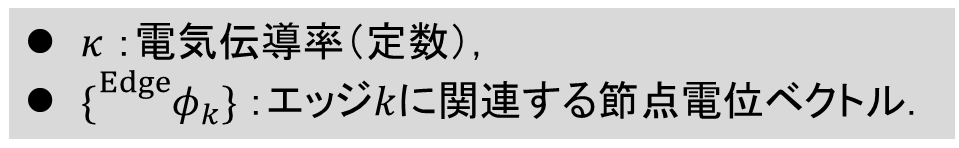 ● κ :電気伝導率(定数),
● {^Edge ϕ_k} :エッジkに関連する節点電位ベクトル.